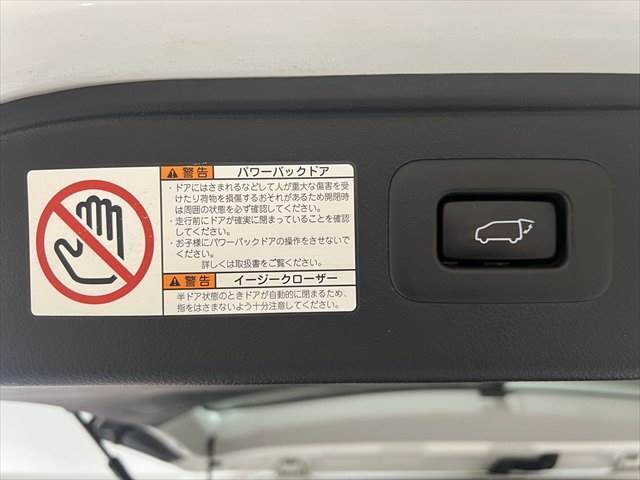 警告 パワーバックドア
・ドアにはさまれるなどして人が重大な傷害を受
けたり荷物を損傷するおそれがあるため開閉時
は周囲の状態を必ず確認してください。
・走行前にドアが確実に閉まっていることを確認
してください。
・お子様にパワーバックドアの操作をさせないで
ください。
詳しくは取扱書をご覧ください。
警告 イージークローザー
半ドア状態のときドアが自動的に閉まるため、
指をはさまないよう十分注意してください。